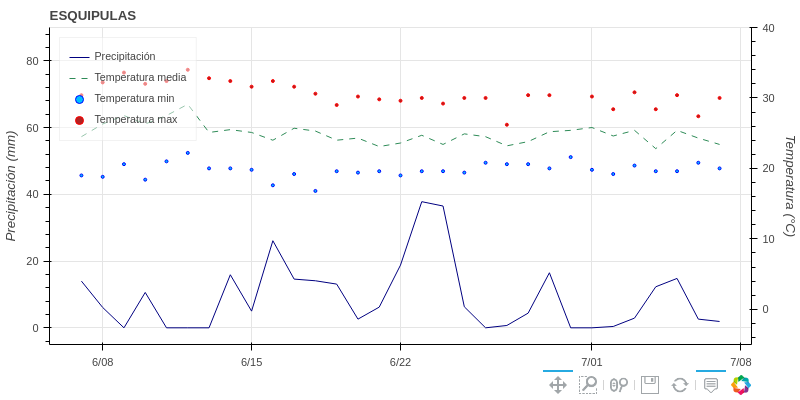 ESQUIPULAS
Precipitación
Temperatura media
Temperatura min
Temperatura max
Precipitación (mm)
80
60
40
20
0
Temperatura (°C)
40
30
20
10
0
6/08
6/15
6/22
7/01
7/08